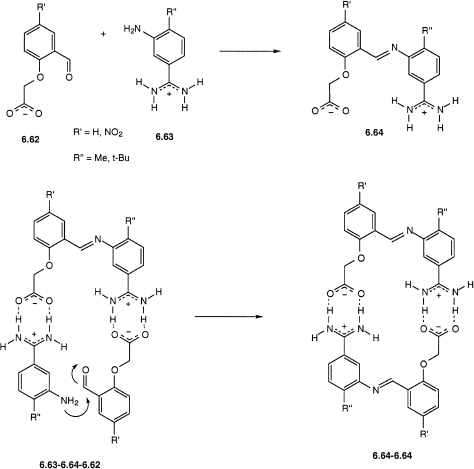 R'
R'
R"
R"
H₂N
+
N
O
O
O
O
O
H
N
N
H
H
+
H
O
−
O
O
−
O
H
N
N
H
H
+
H
6.62
R' = H, NO₂
6.63
6.64
R" = Me, t-Bu
R'
R"
N
O
O
−
O
N
+
N
H
H
H
H
H
H
O
−
O
H
N
+
N
H
O
O
NH₂
R"
R'
6.63-6.64-6.62
R'
R"
N
O
O
−
O
H
N
+
N
H
H
H
H
H
H
N
+
N
H
O
−
O
O
R"
N
R'
6.64-6.64